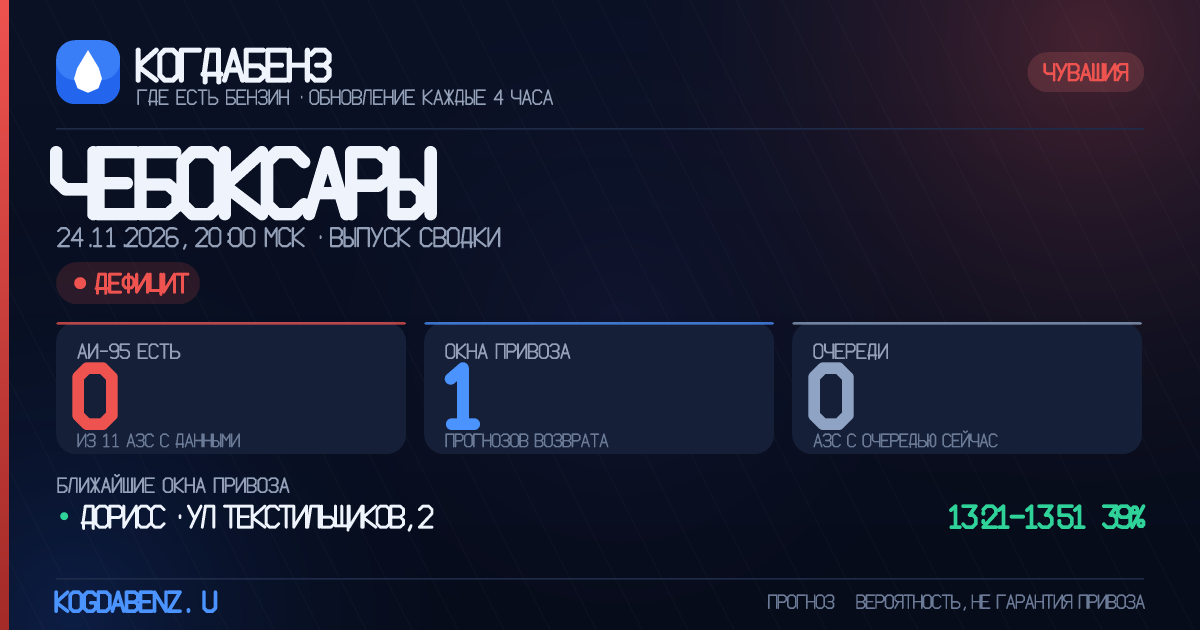 КОГДАБЕНЗ
ГДЕ ЕСТЬ БЕНЗИН · ОБНОВЛЕНИЕ КАЖДЫЕ 4 ЧАСА
ЧУВАШИЯ
ЧЕБОКСАРЫ
24.11.2026, 20:00 МСК · ВЫПУСК СВОДКИ
• ДЕФИЦИТ
АИ-95 ЕСТЬ
0
ИЗ 11 АЗС С ДАННЫМИ
ОКНА ПРИВОЗА
1
ПРОГНОЗОВ ВОЗВРАТА
ОЧЕРЕДИ
0
АЗС С ОЧЕРЕДЬЮ СЕЙЧАС
БЛИЖАЙШИЕ ОКНА ПРИВОЗА
• ДОРИСС · УЛ ТЕКСТИЛЬЩИКОВ, 2
13:21–13:51 39%
KOGDABENZ. U
ПРОГНОЗ ВЕРОЯТНОСТЬ, НЕ ГАРАНТИЯ ПРИВОЗА